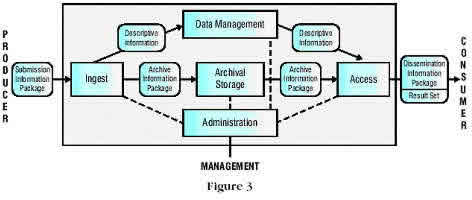 PRODUCER
Submission
Information
Package
Ingest
Descriptive
Information
Data Management
Descriptive
Information
Archive
Information
Package
Archival
Storage
Archive
Information
Package
Access
Administration
Dissemination
Information
Package
Result Set
CONSUMER
MANAGEMENT
Figure 3